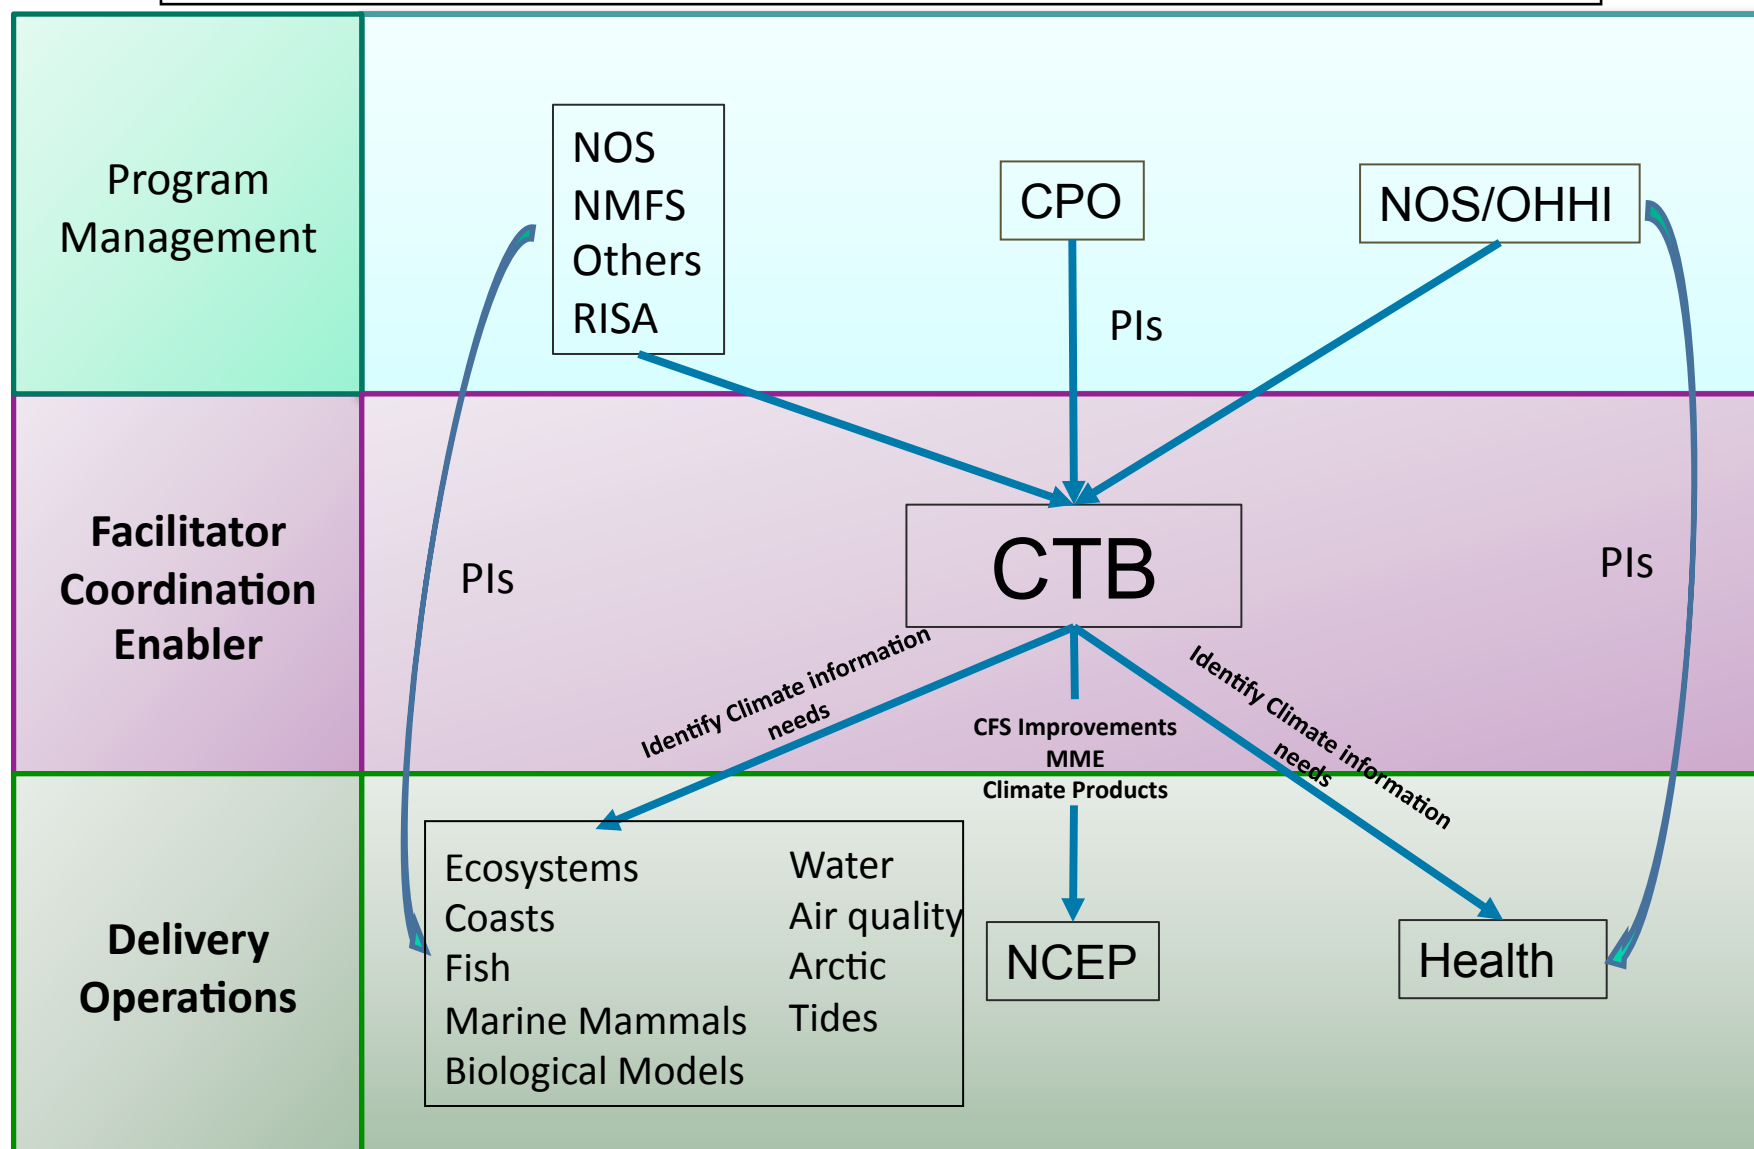 Program
Management
NOS
NMFS
Others
RISA
CPO
NOS/OHHI
PIs
Facilitator
Coordination
Enabler
PIs
CTB
PIs
Identify Climate information
needs
CFS Improvements
MME
Climate Products
Identify Climate information
needs
Delivery
Operations
Ecosystems
Coasts
Fish
Marine Mammals
Biological Models
Water
Air quality
Arctic
Tides
NCEP
Health